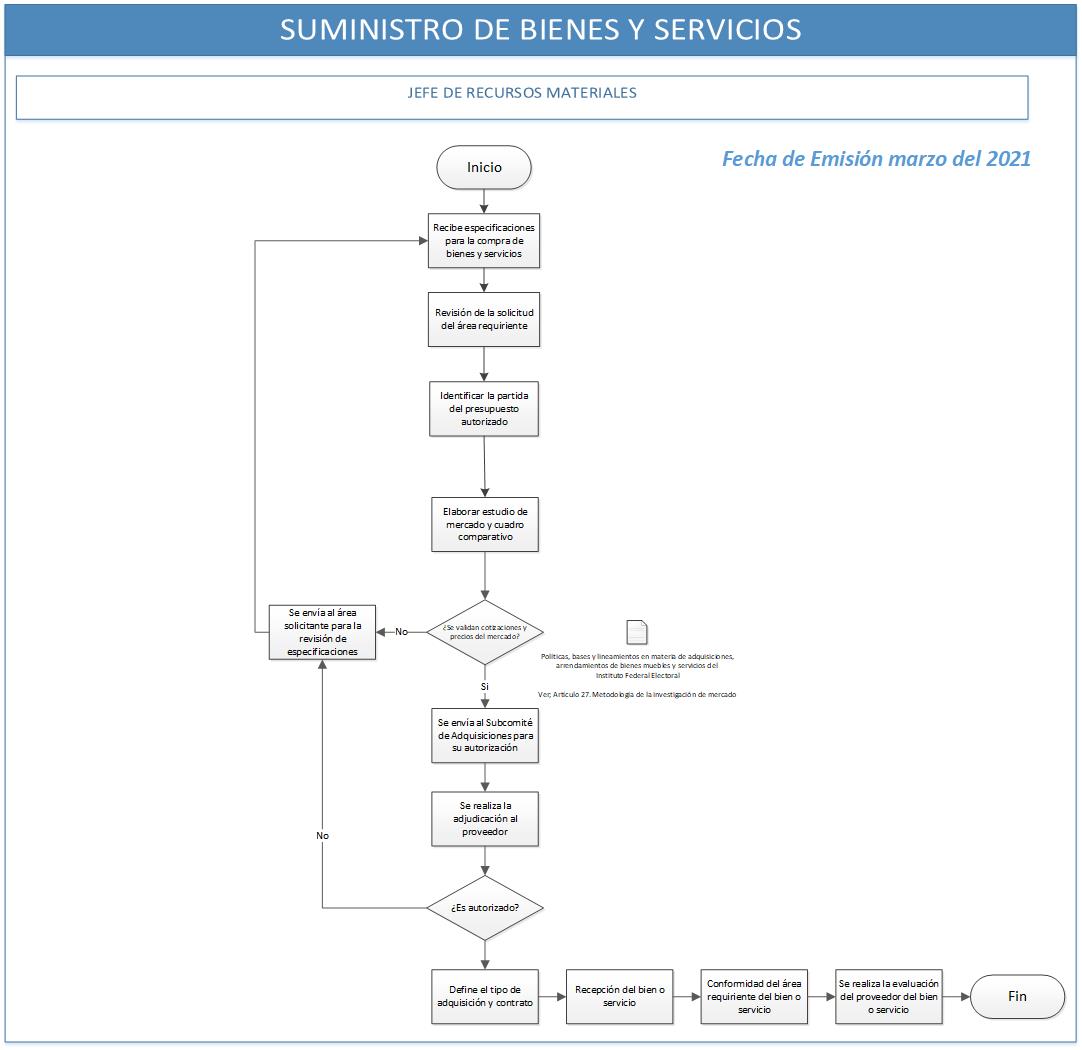 SUMINISTRO DE BIENES Y SERVICIOS
JEFE DE RECURSOS MATERIALES
Fecha de Emisión marzo del 2021
Inicio
Recibe especificaciones
para la compra de
bienes y servicios
Revisión de la solicitud
del área requiriente
Identificar la partida
del presupuesto
autorizado
Elaborar estudio de
mercado y cuadro
comparativo
¿Se validan cotizaciones y
precios del mercado?
No
Se envía al área
solicitante para la
revisión de
especificaciones
Políticas, bases y lineamientos en materia de adquisiciones,
arrendamientos de bienes muebles y servicios del
Instituto Federal Electoral
Ver; Artículo 27. Metodología de la investigación de mercado
Si
Se envía al Subcomité
de Adquisiciones para
su autorización
Se realiza la
adjudicación al
proveedor
No
¿Es autorizado?
Define el tipo de
adquisición y contrato
Recepción del bien o
servicio
Conformidad del área
requiriente del bien o
servicio
Se realiza la evaluación
del proveedor del bien
o servicio
Fin